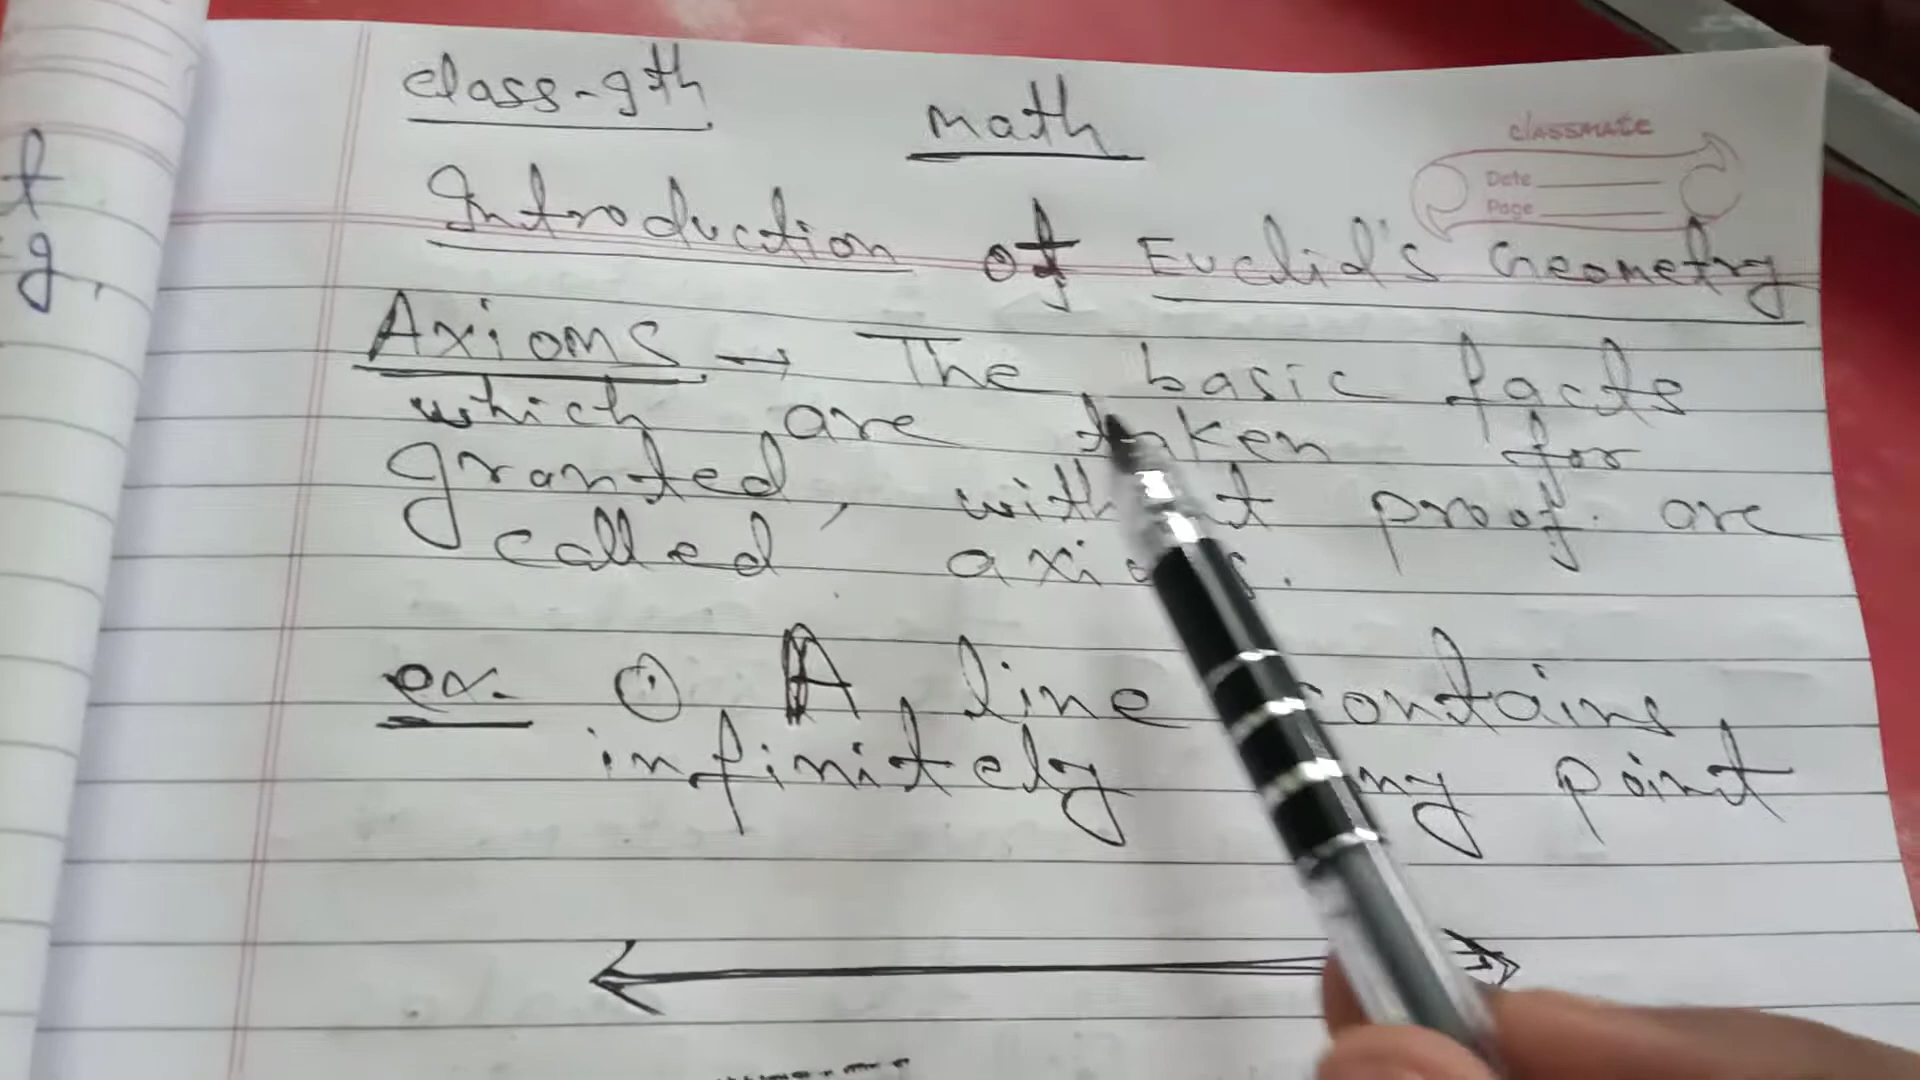 class-9th math
classmate
Date
Page
Introduction of Euclid's Geometry
Axioms → The basic facts
which are taken for
granted, without proof. are
called axioms.
ex. ① A line contains
infinitely many point
t
g,